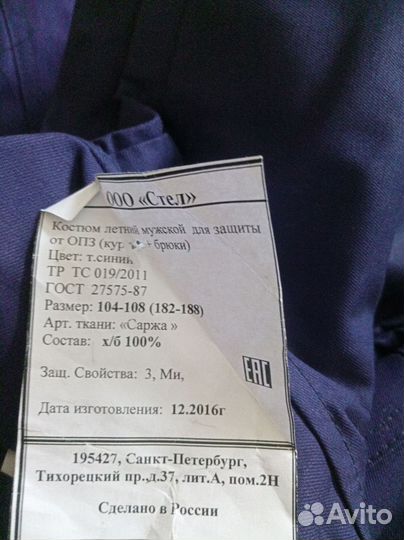 ООО «Стел»
Костюм летний мужской для защиты
от ОПЗ (кур + брюки)
Цвет: т.синий
ТР ТС 019/2011
ГОСТ 27575-87
Размер: 104-108 (182-188)
Арт. ткани: «Саржа »
Состав: х/б 100%
Защ. Свойства: З, Ми,
EAC
Дата изготовления: 12.2016г
195427, Санкт-Петербург,
Тихорецкий пр.,д.37, лит.А, пом.2Н
Сделано в России
Avito